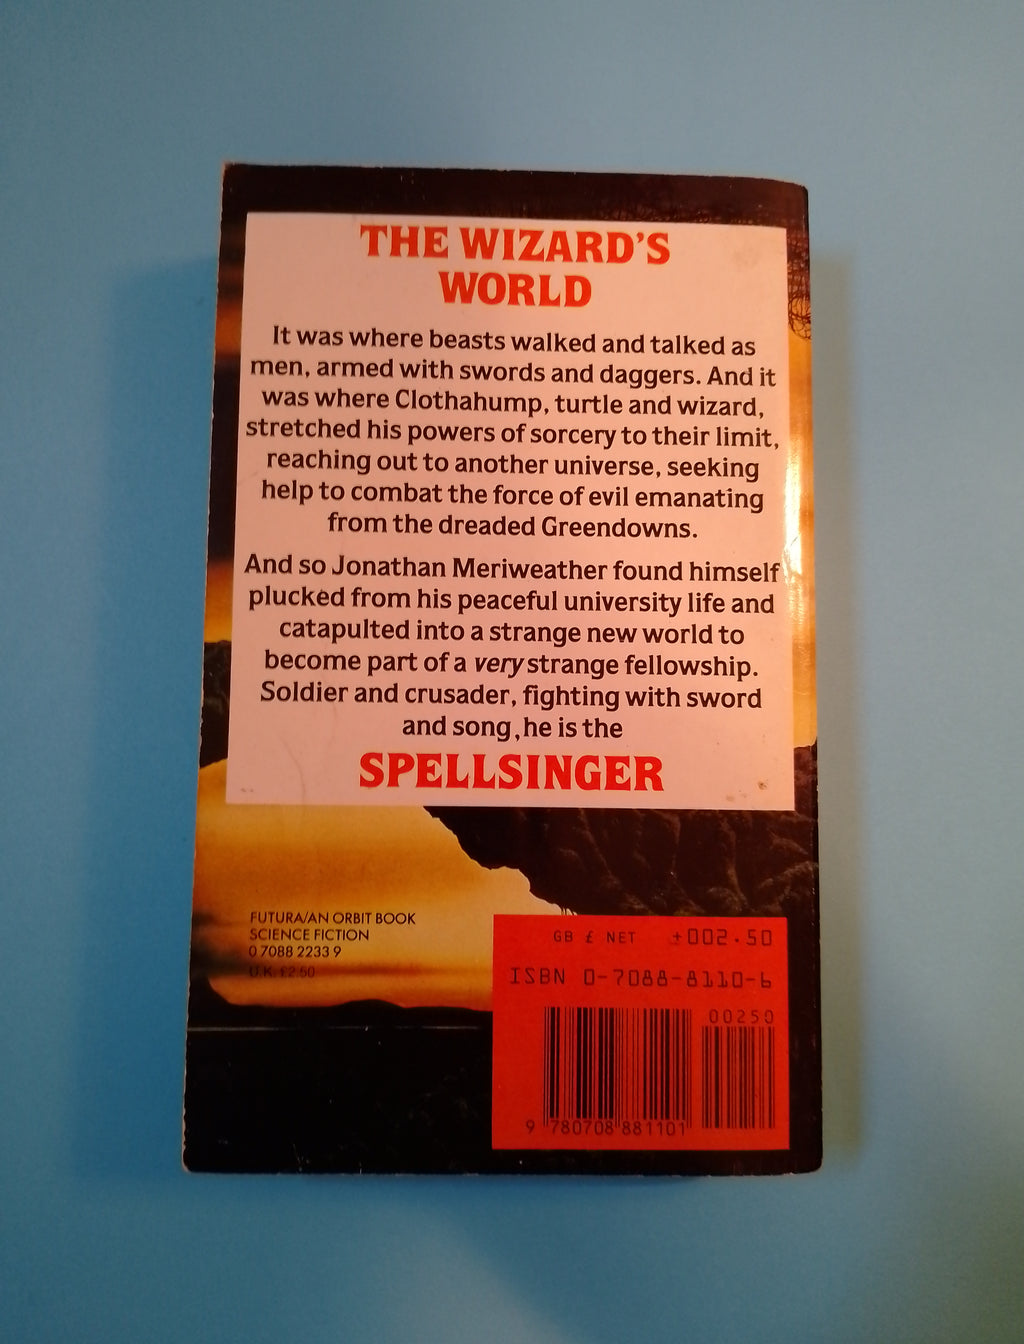 THE WIZARD'S
WORLD
It was where beasts walked and talked as
men, armed with swords and daggers. And it
was where Clothahump, turtle and wizard,
stretched his powers of sorcery to their limit,
reaching out to another universe, seeking
help to combat the force of evil emanating
from the dreaded Greendowns.
And so Jonathan Meriweather found himself
plucked from his peaceful university life and
catapulted into a strange new world to
become part of a very strange fellowship.
Soldier and crusader, fighting with sword
and song, he is the
SPELLSINGER
FUTURA/AN ORBIT BOOK
SCIENCE FICTION
0 7088 2233 9
U.K. £2.50
GB £ NET ±002.50
ISBN 0-7088-8110-6
00250
9 780708 881101